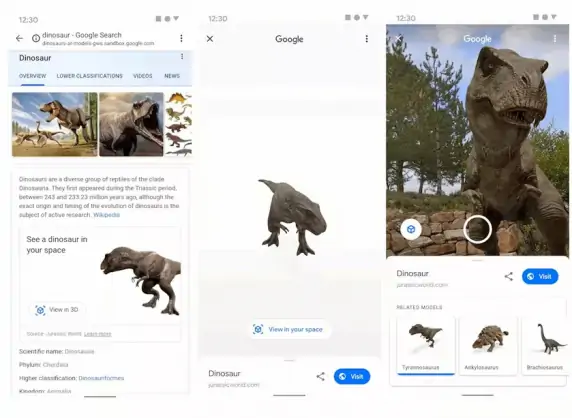 12:30
dinosaur - Google Search
dinosaurs-ar-models-gws.sandbox.google.com
Dinosaur
OVERVIEW LOWER CLASSIFICATIONS VIDEOS NEWS
Dinosaurs are a diverse group of reptiles of the clade
Dinosauria. They first appeared during the Triassic period,
between 243 and 233.23 million years ago, although the
exact origin and timing of the evolution of dinosaurs is the
subject of active research. Wikipedia
See a dinosaur in
your space
View in 3D
Source: Jurassic World. Learn more
Scientific name: Dinosauria
Phylum: Chordata
Higher classification: Dinosauriformes
Kingdom: Animalia
12:30
Google
View in your space
Dinosaur
jurassicworld.com
Visit
12:30
Google
Dinosaur
jurassicworld.com
Visit
RELATED MODELS
Tyrannosaurus
Ankylosaurus
Brachiosaurus